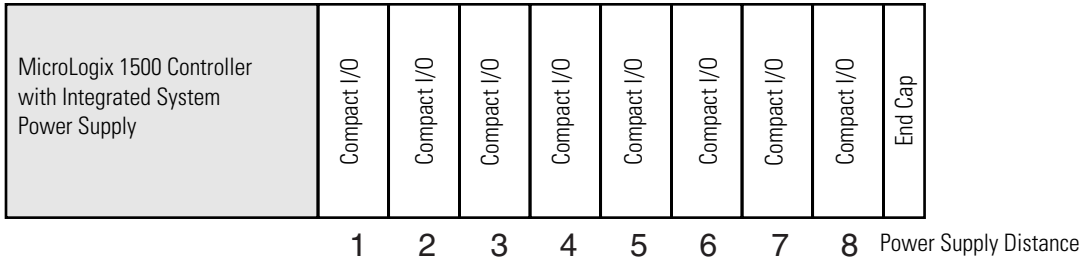 MicroLogix 1500 Controller
with Integrated System
Power Supply
Compact I/O
Compact I/O
Compact I/O
Compact I/O
Compact I/O
Compact I/O
Compact I/O
Compact I/O
End Cap
1 2 3 4 5 6 7 8 Power Supply Distance